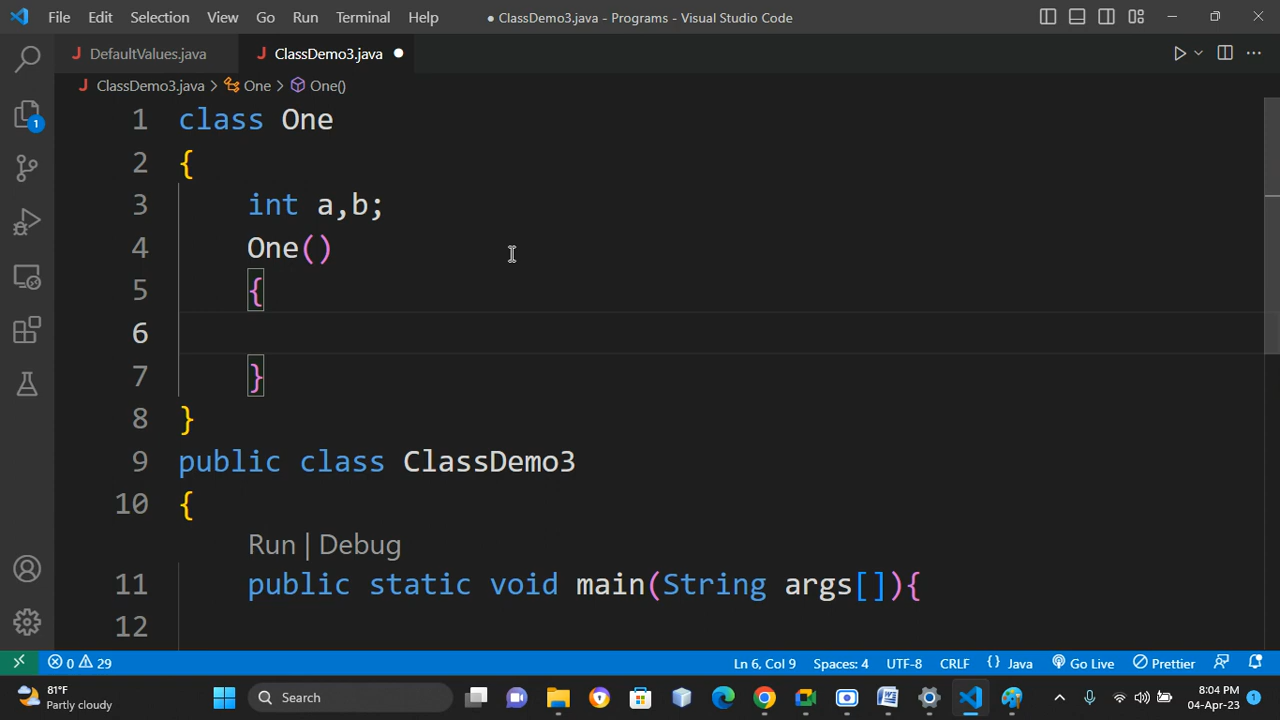 File Edit Selection View Go Run Terminal Help ● ClassDemo3.java - Programs - Visual Studio Code
J DefaultValues.java J ClassDemo3.java ●
J ClassDemo3.java > One > One()
1 class One
2 {
3 int a,b;
4 One()
5 {
6
7 }
8 }
9 public class ClassDemo3
10 {
Run | Debug
11 public static void main(String args[]){
12
1
0 29 Ln 6, Col 9 Spaces: 4 UTF-8 CRLF {} Java Go Live Prettier
81°F
Partly cloudy
Search
8:04 PM
04-Apr-23
1